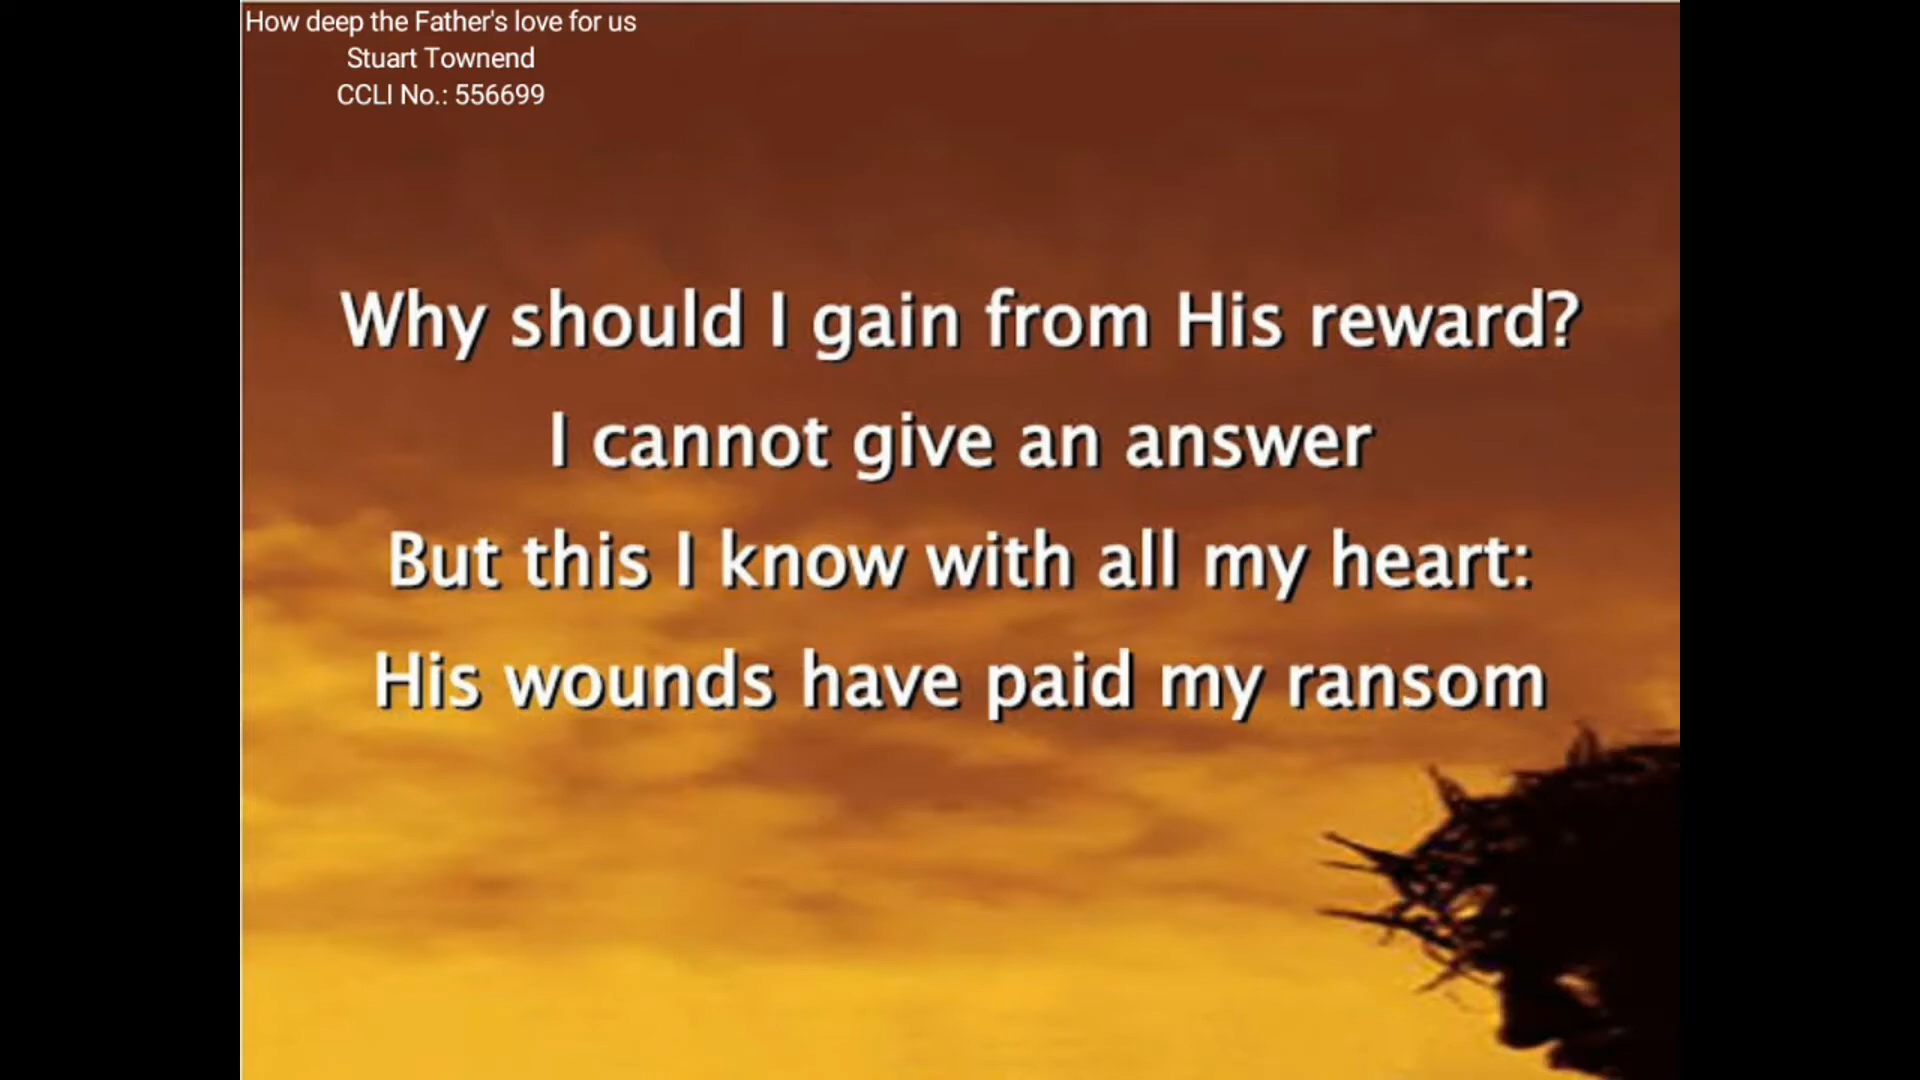 How deep the Father's love for us
Stuart Townend
CCLI No.: 556699
Why should I gain from His reward?
I cannot give an answer
But this I know with all my heart:
His wounds have paid my ransom